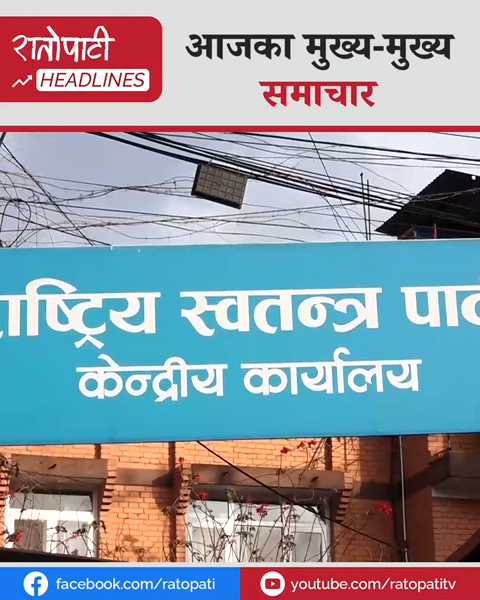 रातोपाटी
HEADLINES
आजका मुख्य-मुख्य
समाचार
राष्ट्रिय स्वतन्त्र
केन्द्रीय कार्यालय
facebook.com/ratopati
youtube.com/ratopatitv